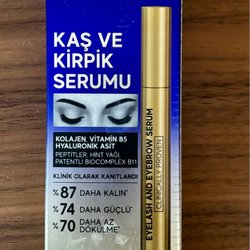 KAŞ VE
KİRPİK
SERUMU
KOLAJEN, VİTAMİN B5
HYALURONİK ASİT
PEPTİTLER, HİNT YAĞI,
PATENTLİ BIOCOMPLEX B11
KLİNİK OLARAK KANITLANDI
%87 DAHA KALIN*
%74 DAHA GÜÇLÜ*
%70 DAHA AZ
DÖKÜLME*
EYELASH AND EYEBROW SERUM
CLINICALLY PROVEN